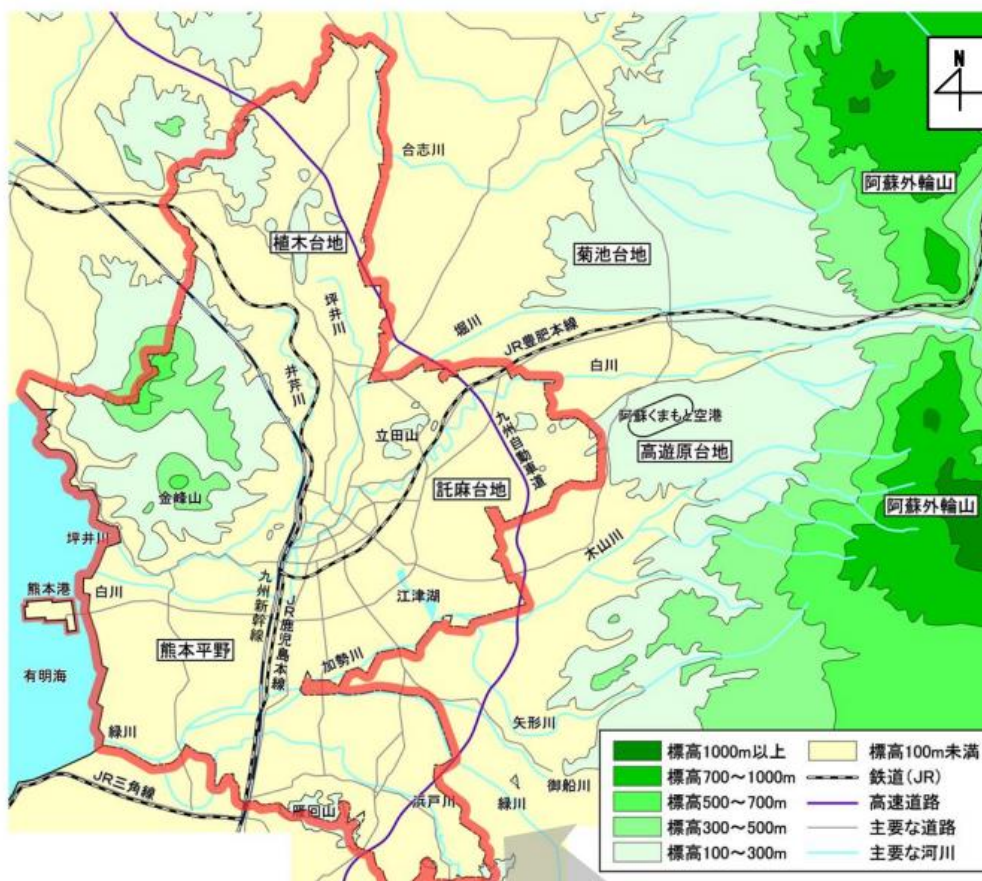 N
合志川
阿蘇外輪山
植木台地
菊池台地
坪井川
堀川
JR豊肥本線
白川
井芹川
立田山
阿蘇くまもと空港
九州自動車道
高遊原台地
託麻台地
金峰山
阿蘇外輪山
坪井川
木山川
熊本港
白川
九州新幹線
JR鹿児島本線
江津湖
熊本平野
加勢川
有明海
緑川
矢形川
JR三角線
御船川
雁回山
浜戸川
緑川
標高1000m以上
標高700~1000m
標高500~700m
標高300~500m
標高100~300m
標高100m未満
鉄道(JR)
高速道路
主要な道路
主要な河川